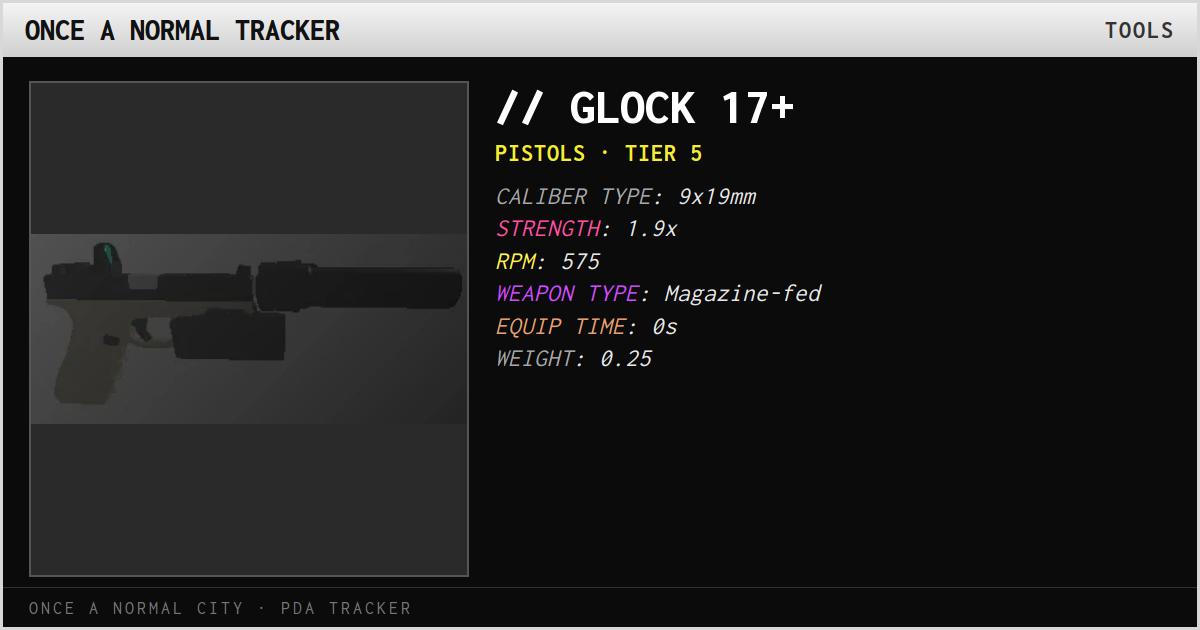 ONCE A NORMAL TRACKER
TOOLS
// GLOCK 17+
PISTOLS · TIER 5
CALIBER TYPE: 9x19mm
STRENGTH: 1.9x
RPM: 575
WEAPON TYPE: Magazine-fed
EQUIP TIME: 0s
WEIGHT: 0.25
ONCE A NORMAL CITY · PDA TRACKER